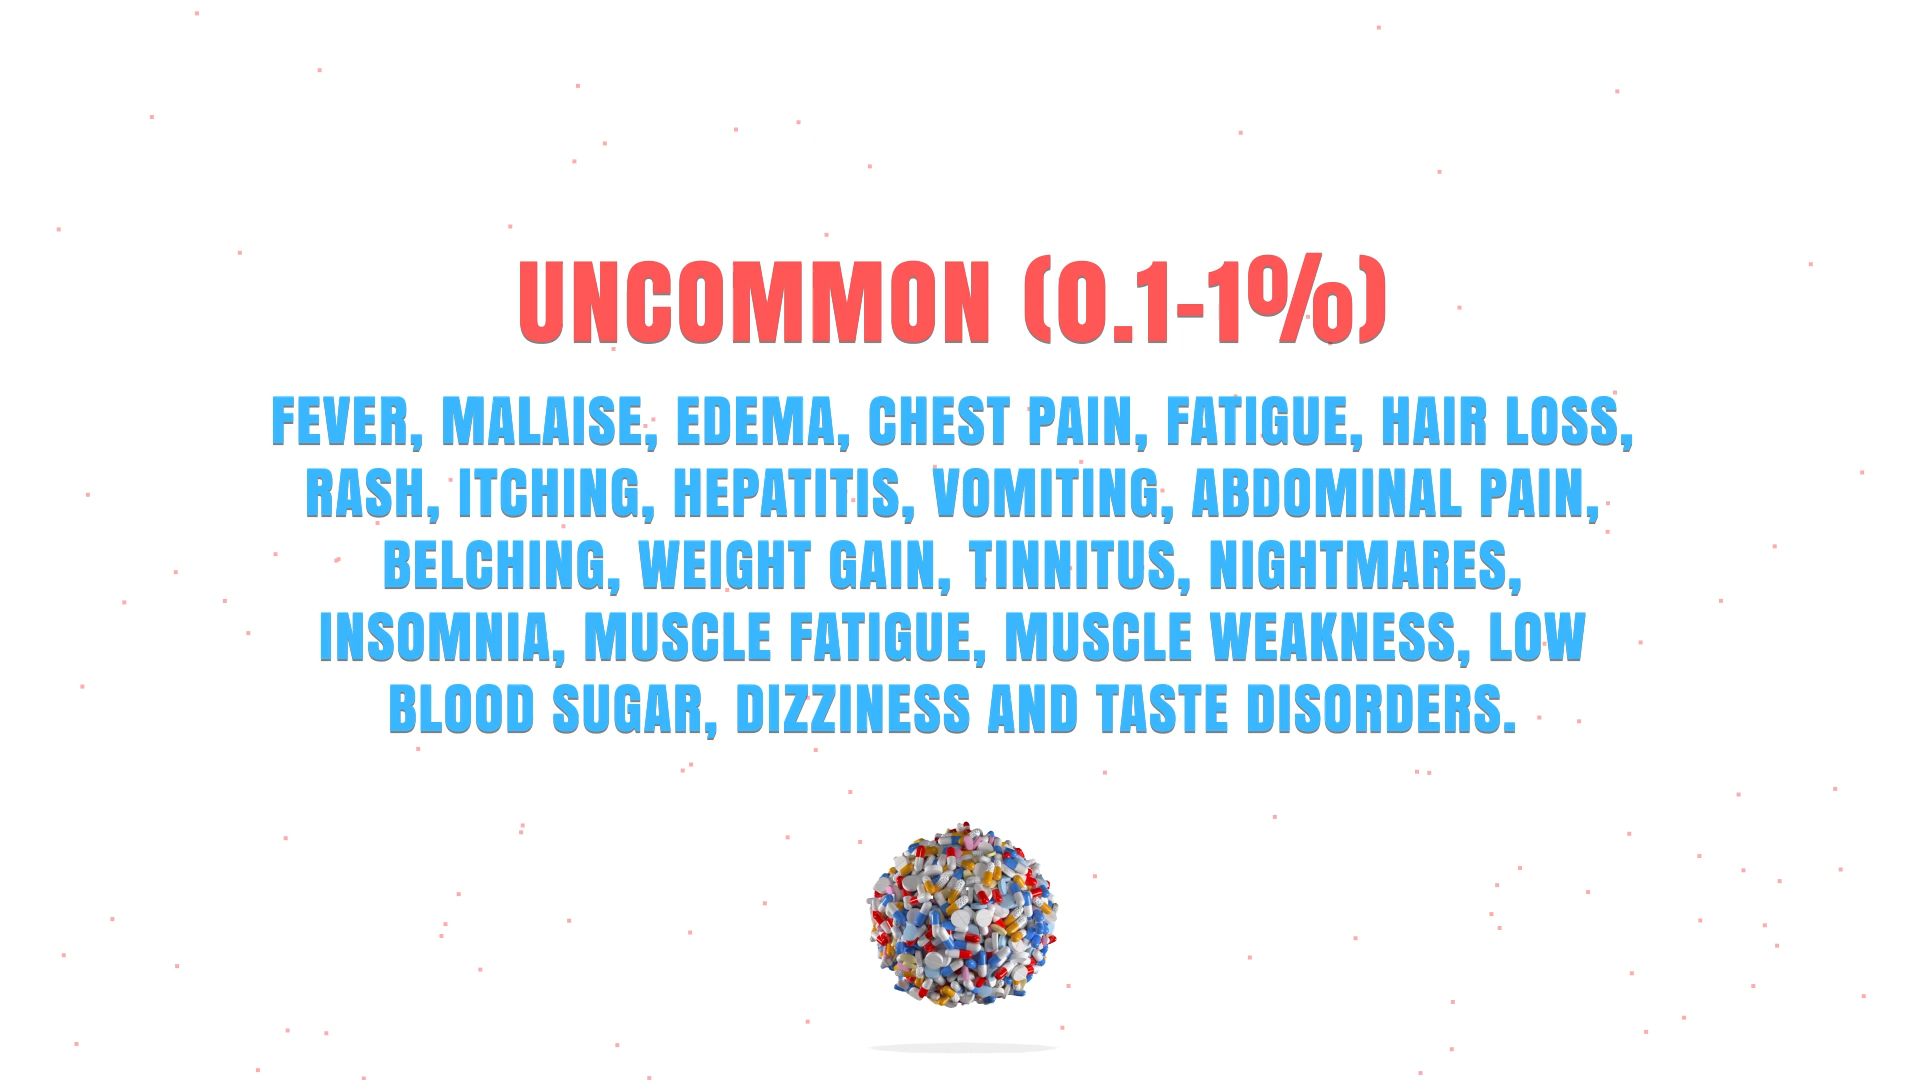 UNCOMMON (0.1-1%)
FEVER, MALAISE, EDEMA, CHEST PAIN, FATIGUE, HAIR LOSS,
RASH, ITCHING, HEPATITIS, VOMITING, ABDOMINAL PAIN,
BELCHING, WEIGHT GAIN, TINNITUS, NIGHTMARES,
INSOMNIA, MUSCLE FATIGUE, MUSCLE WEAKNESS, LOW
BLOOD SUGAR, DIZZINESS AND TASTE DISORDERS.